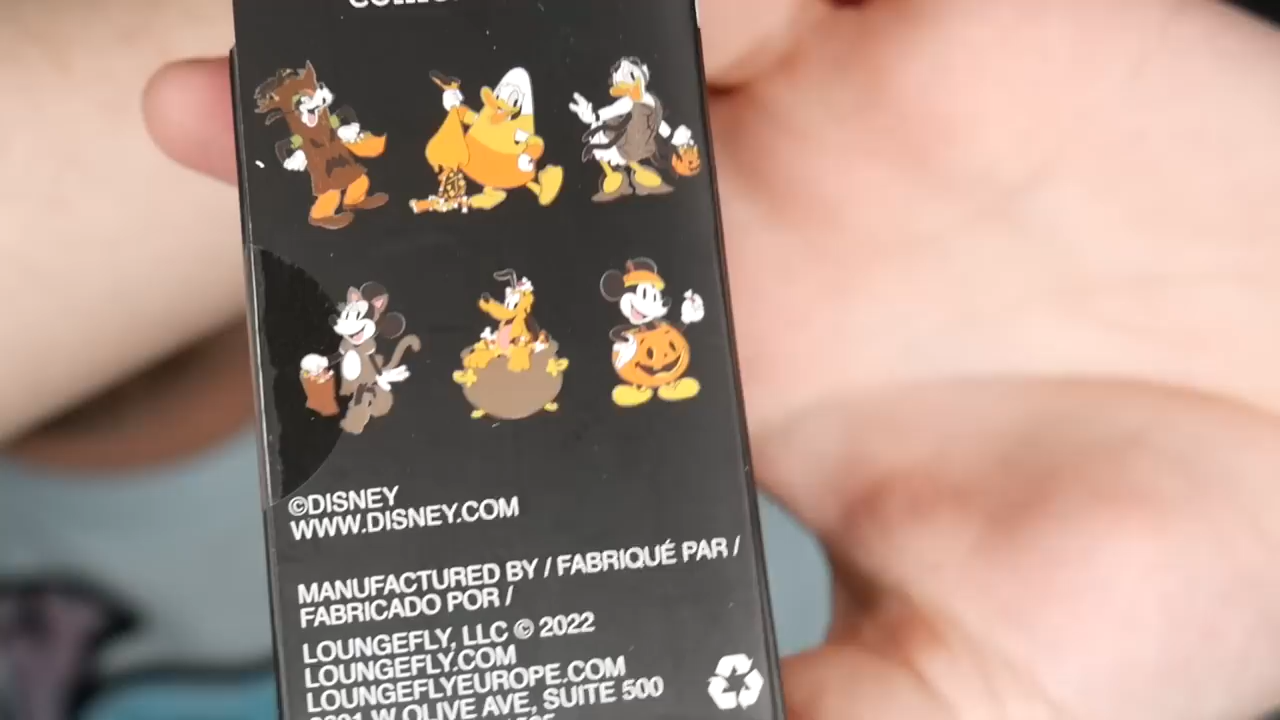 ©DISNEY
WWW.DISNEY.COM
MANUFACTURED BY / FABRIQUÉ PAR /
FABRICADO POR /
LOUNGEFLY, LLC © 2022
LOUNGEFLY.COM
LOUNGEFLYEUROPE.COM
W OLIVE AVE, SUITE 500